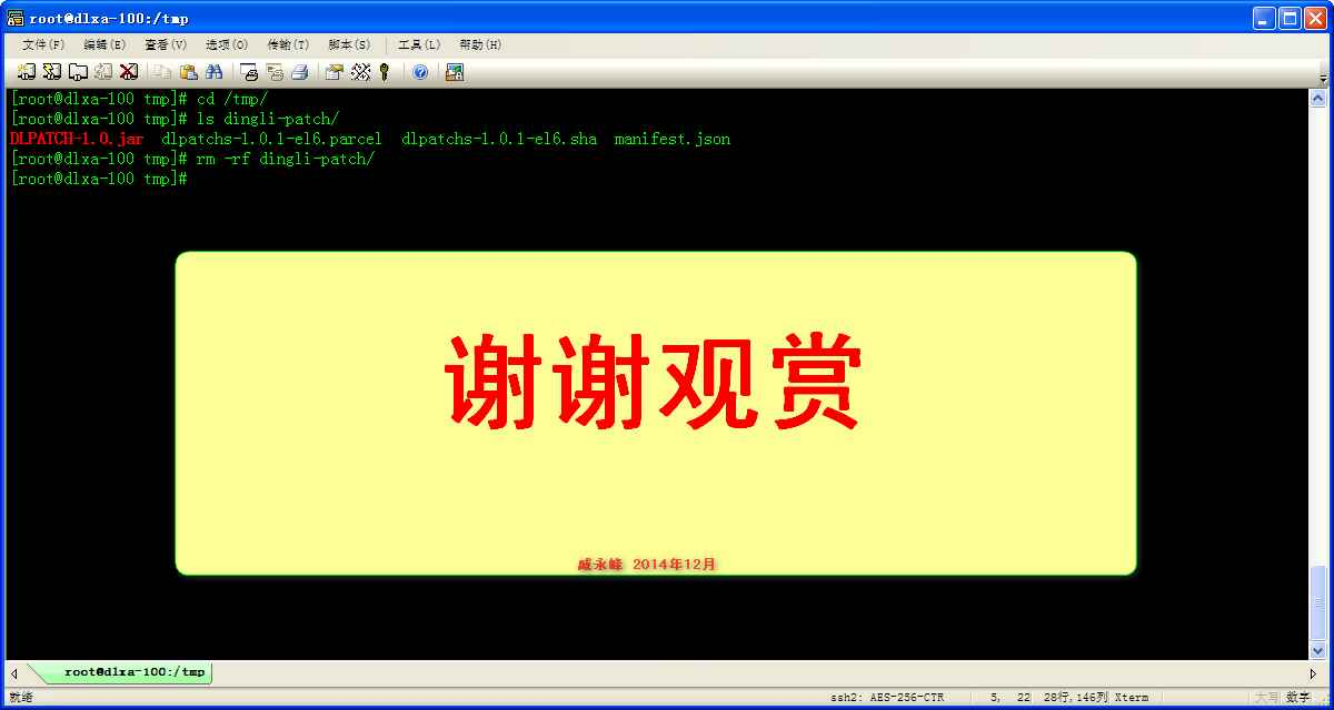 root@dlxa-100:/tmp
文件(F) 编辑(E) 查看(V) 选项(O) 传输(T) 脚本(S) 工具(L) 帮助(H)
[root@dlxa-100 tmp]# cd /tmp/
[root@dlxa-100 tmp]# ls dingli-patch/
DLPATCH-1.0.jar dlpatchs-1.0.1-el6.parcel dlpatchs-1.0.1-el6.sha manifest.json
[root@dlxa-100 tmp]# rm -rf dingli-patch/
[root@dlxa-100 tmp]#
谢谢观赏
戚永峰 2014年12月
root@dlxa-100:/tmp
就绪 ssh2: AES-256-CTR 5, 22 28行,146列 Xterm 大写 数字